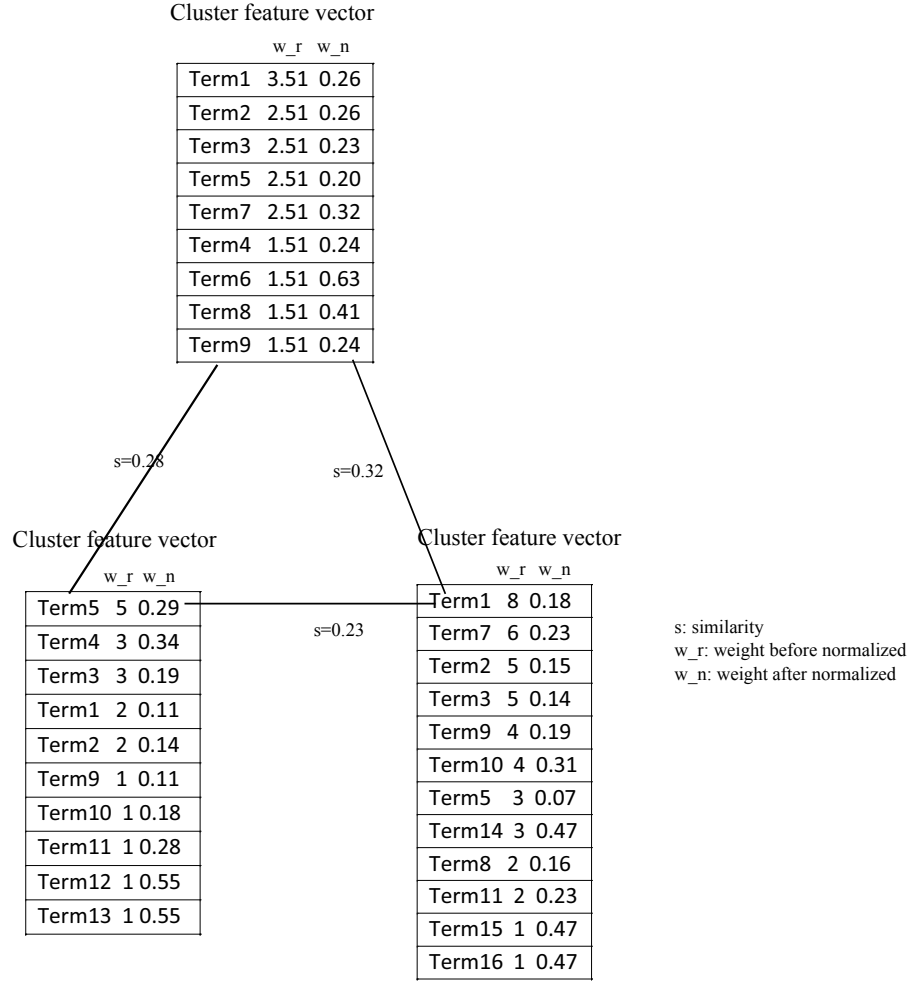 Cluster feature vector
w_r w_n
Term1 3.51 0.26
Term2 2.51 0.26
Term3 2.51 0.23
Term5 2.51 0.20
Term7 2.51 0.32
Term4 1.51 0.24
Term6 1.51 0.63
Term8 1.51 0.41
Term9 1.51 0.24
s=0.28
s=0.32
Cluster feature vector
w_r w_n
Term5 5 0.29
Term4 3 0.34
Term3 3 0.19
Term1 2 0.11
Term2 2 0.14
Term9 1 0.11
Term10 1 0.18
Term11 1 0.28
Term12 1 0.55
Term13 1 0.55
s=0.23
Cluster feature vector
w_r w_n
Term1 8 0.18
Term7 6 0.23
Term2 5 0.15
Term3 5 0.14
Term9 4 0.19
Term10 4 0.31
Term5 3 0.07
Term14 3 0.47
Term8 2 0.16
Term11 2 0.23
Term15 1 0.47
Term16 1 0.47
s: similarity
w_r: weight before normalized
w_n: weight after normalized